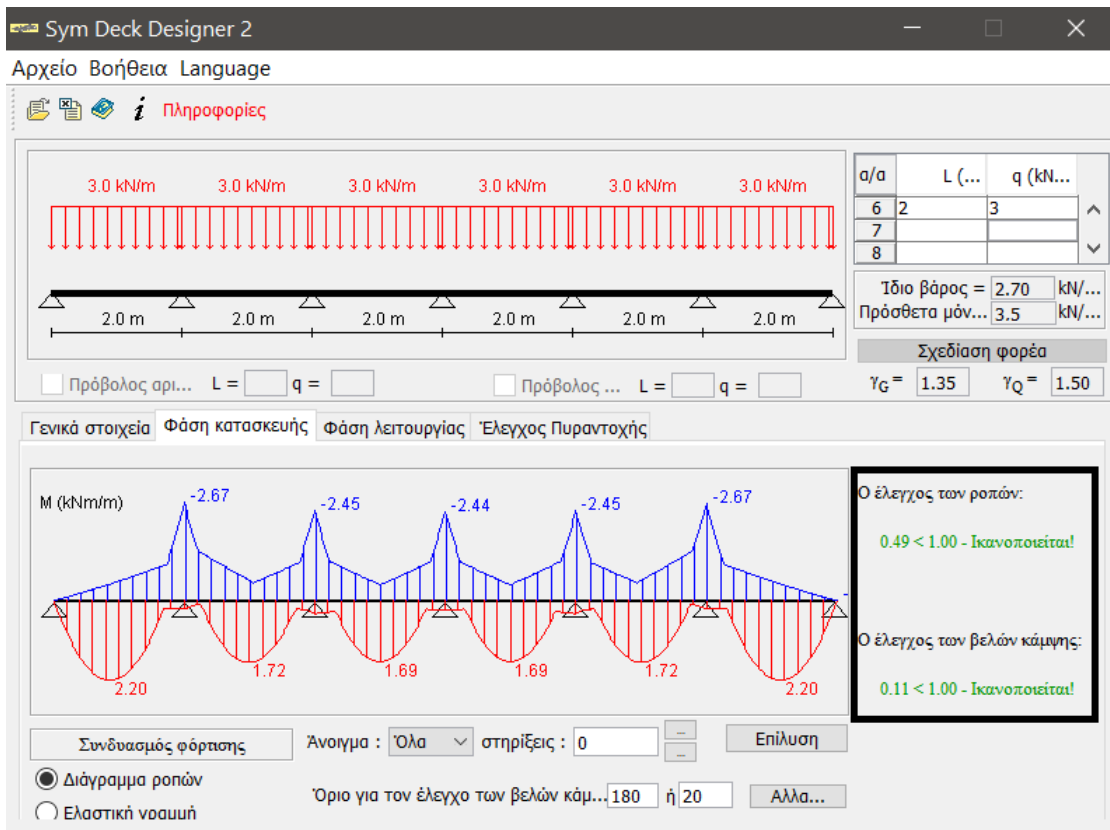 Sym Deck Designer 2
Αρχείο Βοήθεια Language
i Πληροφορίες
3.0 kN/m 3.0 kN/m 3.0 kN/m 3.0 kN/m 3.0 kN/m 3.0 kN/m
2.0 m 2.0 m 2.0 m 2.0 m 2.0 m 2.0 m
α/α L (... q (kN...
6 2 3
7
8
Ίδιο βάρος = 2.70 kN/...
Πρόσθετα μόν... 3.5 kN/...
Σχεδίαση φορέα
Πρόβολος αρι... L = q = Πρόβολος ... L = q =
γG = 1.35 γQ = 1.50
Γενικά στοιχεία Φάση κατασκευής Φάση λειτουργίας Έλεγχος Πυραντοχής
M (kNm/m)
-2.67 -2.45 -2.44 -2.45 -2.67
2.20 1.72 1.69 1.69 1.72 2.20
Ο έλεγχος των ροπών:
0.49 < 1.00 - Ικανοποιείται!
Ο έλεγχος των βελών κάμψης:
0.11 < 1.00 - Ικανοποιείται!
Συνδυασμός φόρτισης Άνοιγμα : Όλα στηρίξεις : 0 ... ... Επίλυση
Διάγραμμα ροπών
Όριο για τον έλεγχο των βελών κάμ... 180 ή 20 Αλλα...
Ελαστική γραμμή